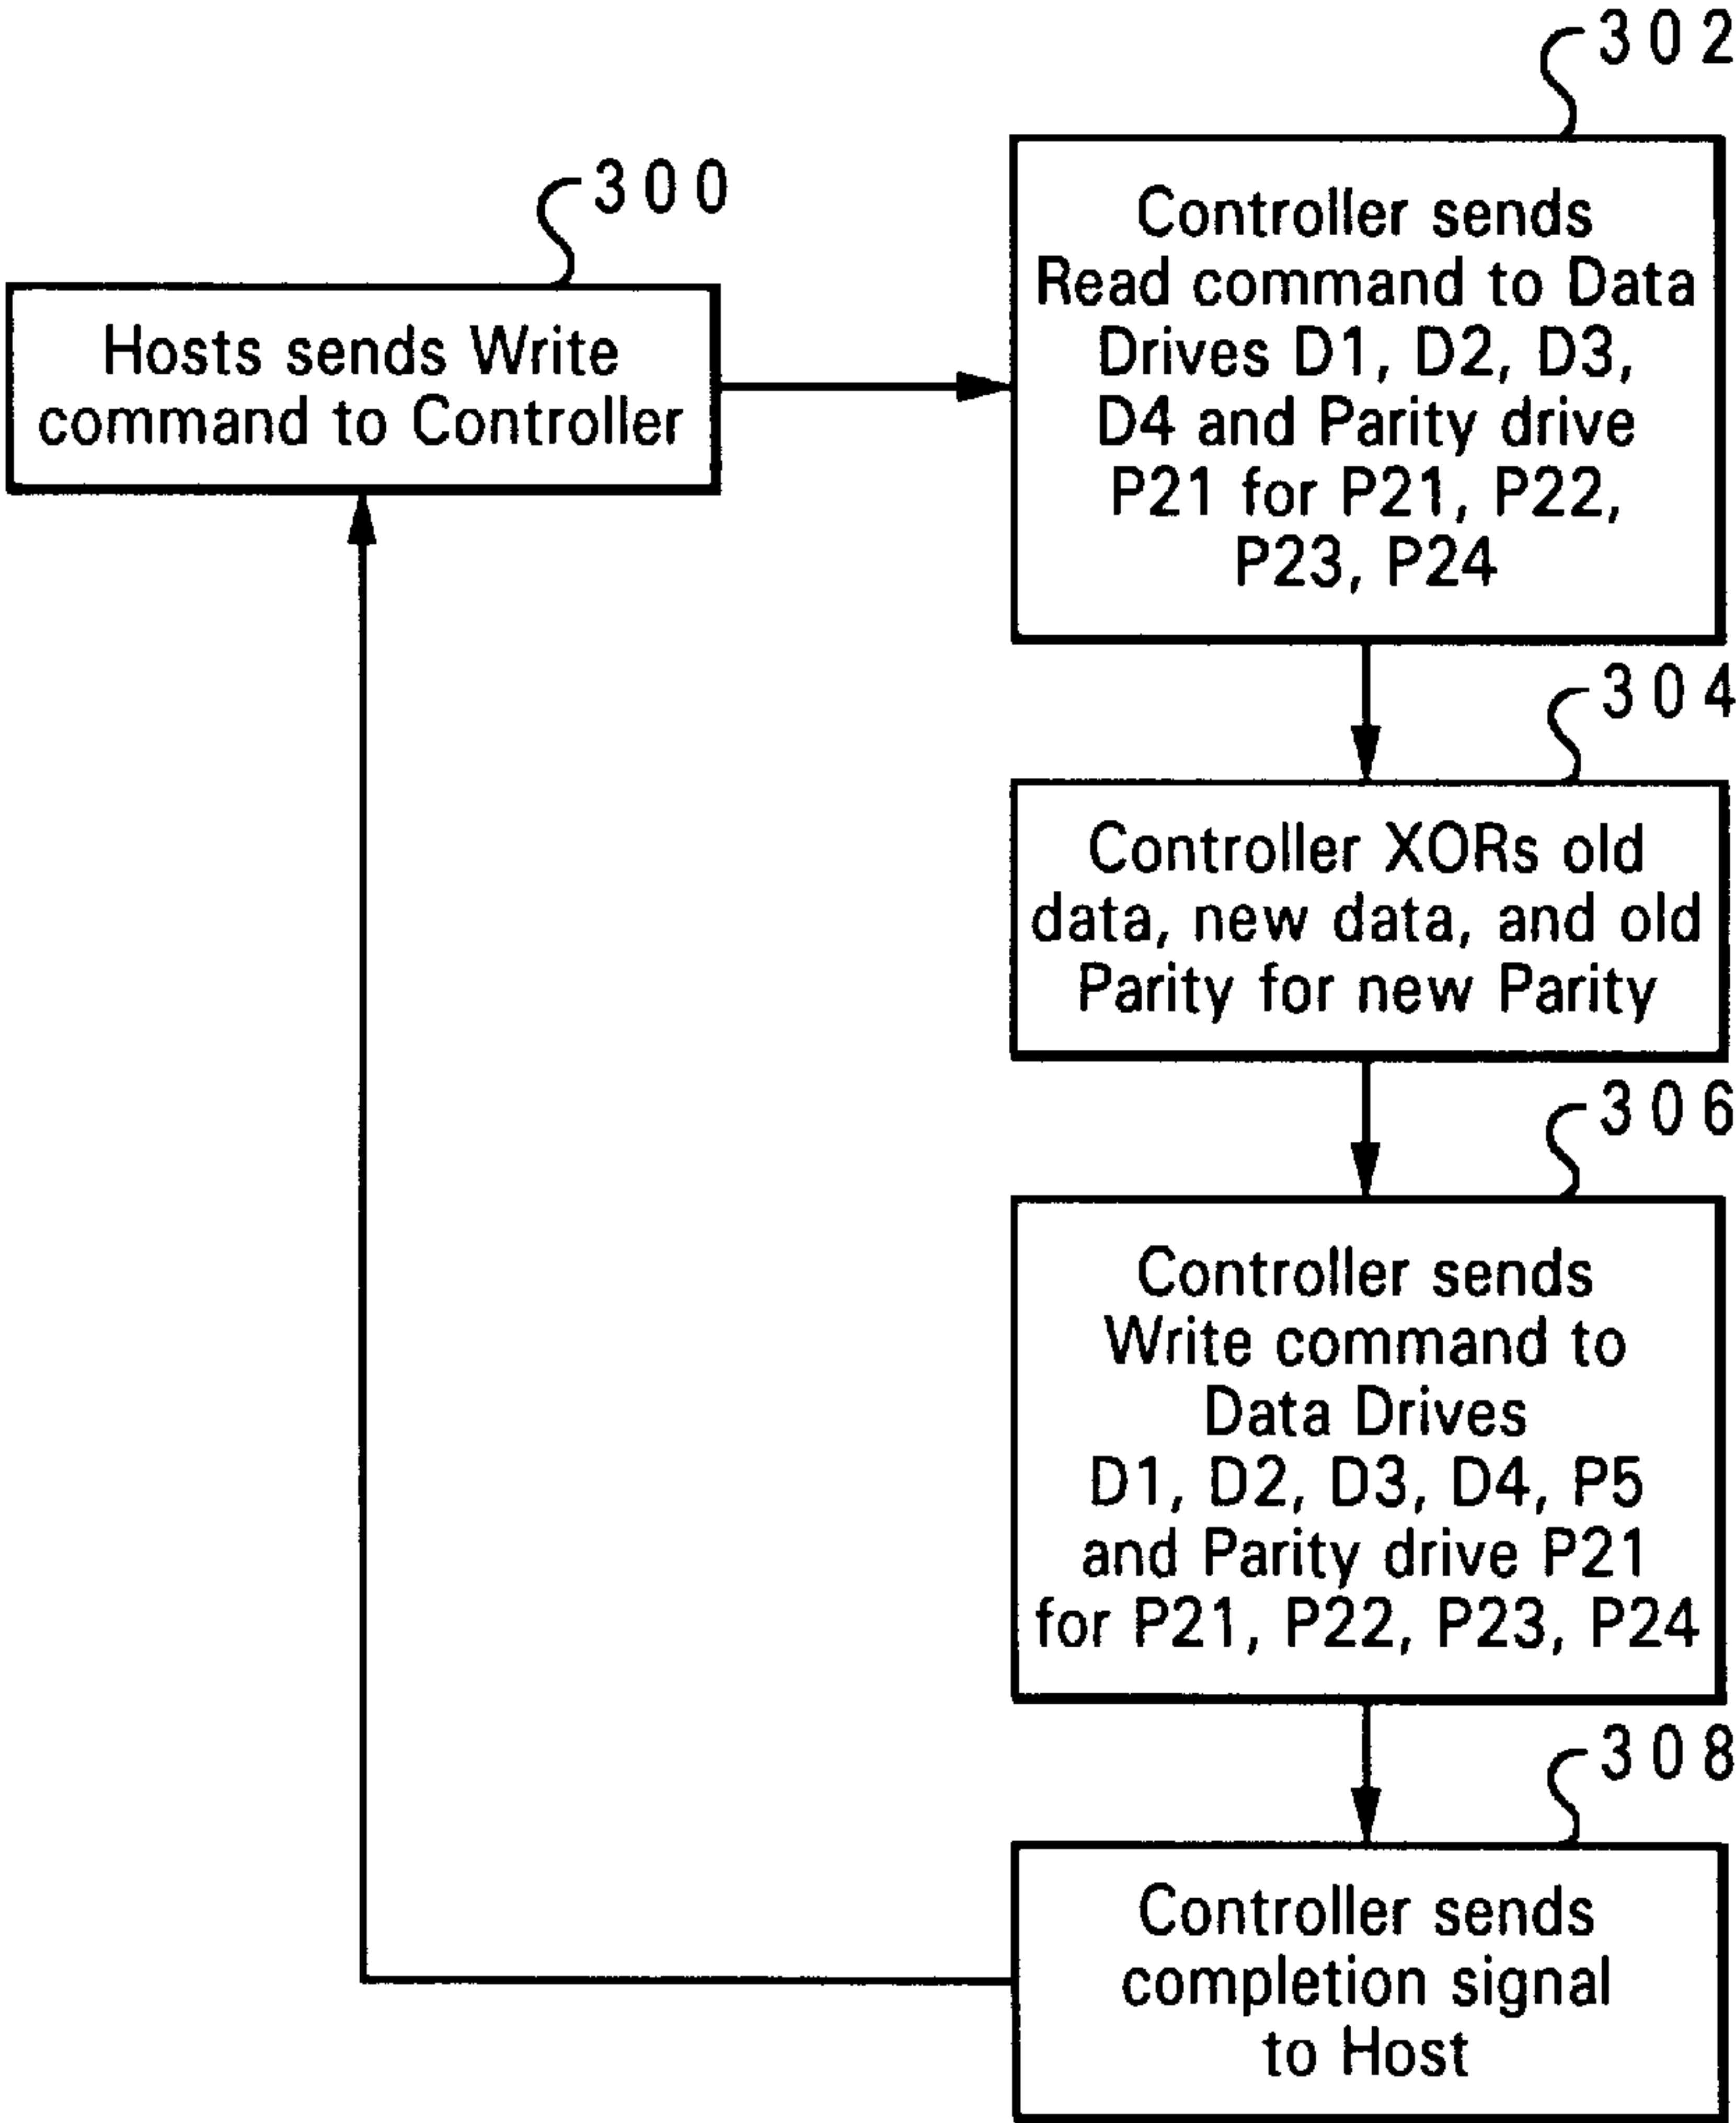 300
Hosts sends Write
command to Controller
302
Controller sends
Read command to Data
Drives D1, D2, D3,
D4 and Parity drive
P21 for P21, P22,
P23, P24
304
Controller XORs old
data, new data, and old
Parity for new Parity
306
Controller sends
Write command to
Data Drives
D1, D2, D3, D4, P5
and Parity drive P21
for P21, P22, P23, P24
308
Controller sends
completion signal
to Host